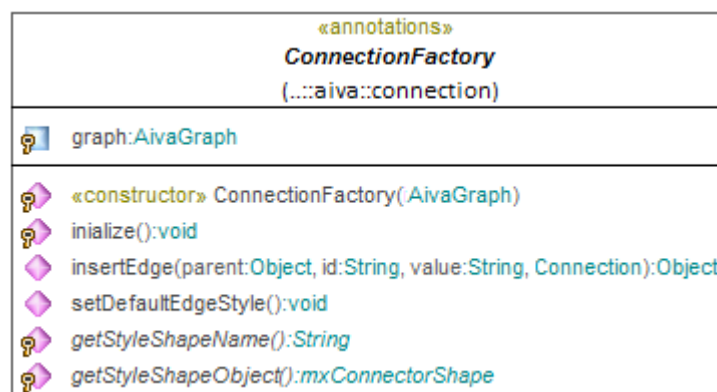 «annotations»
ConnectionFactory
(..::aiva::connection)
graph:AivaGraph
«constructor» ConnectionFactory( AivaGraph)
inialize():void
insertEdge(parent:Object, id:String, value:String, Connection):Object
setDefaultEdgeStyle():void
getStyleShapeName():String
getStyleShapeObject():mxConnectorShape